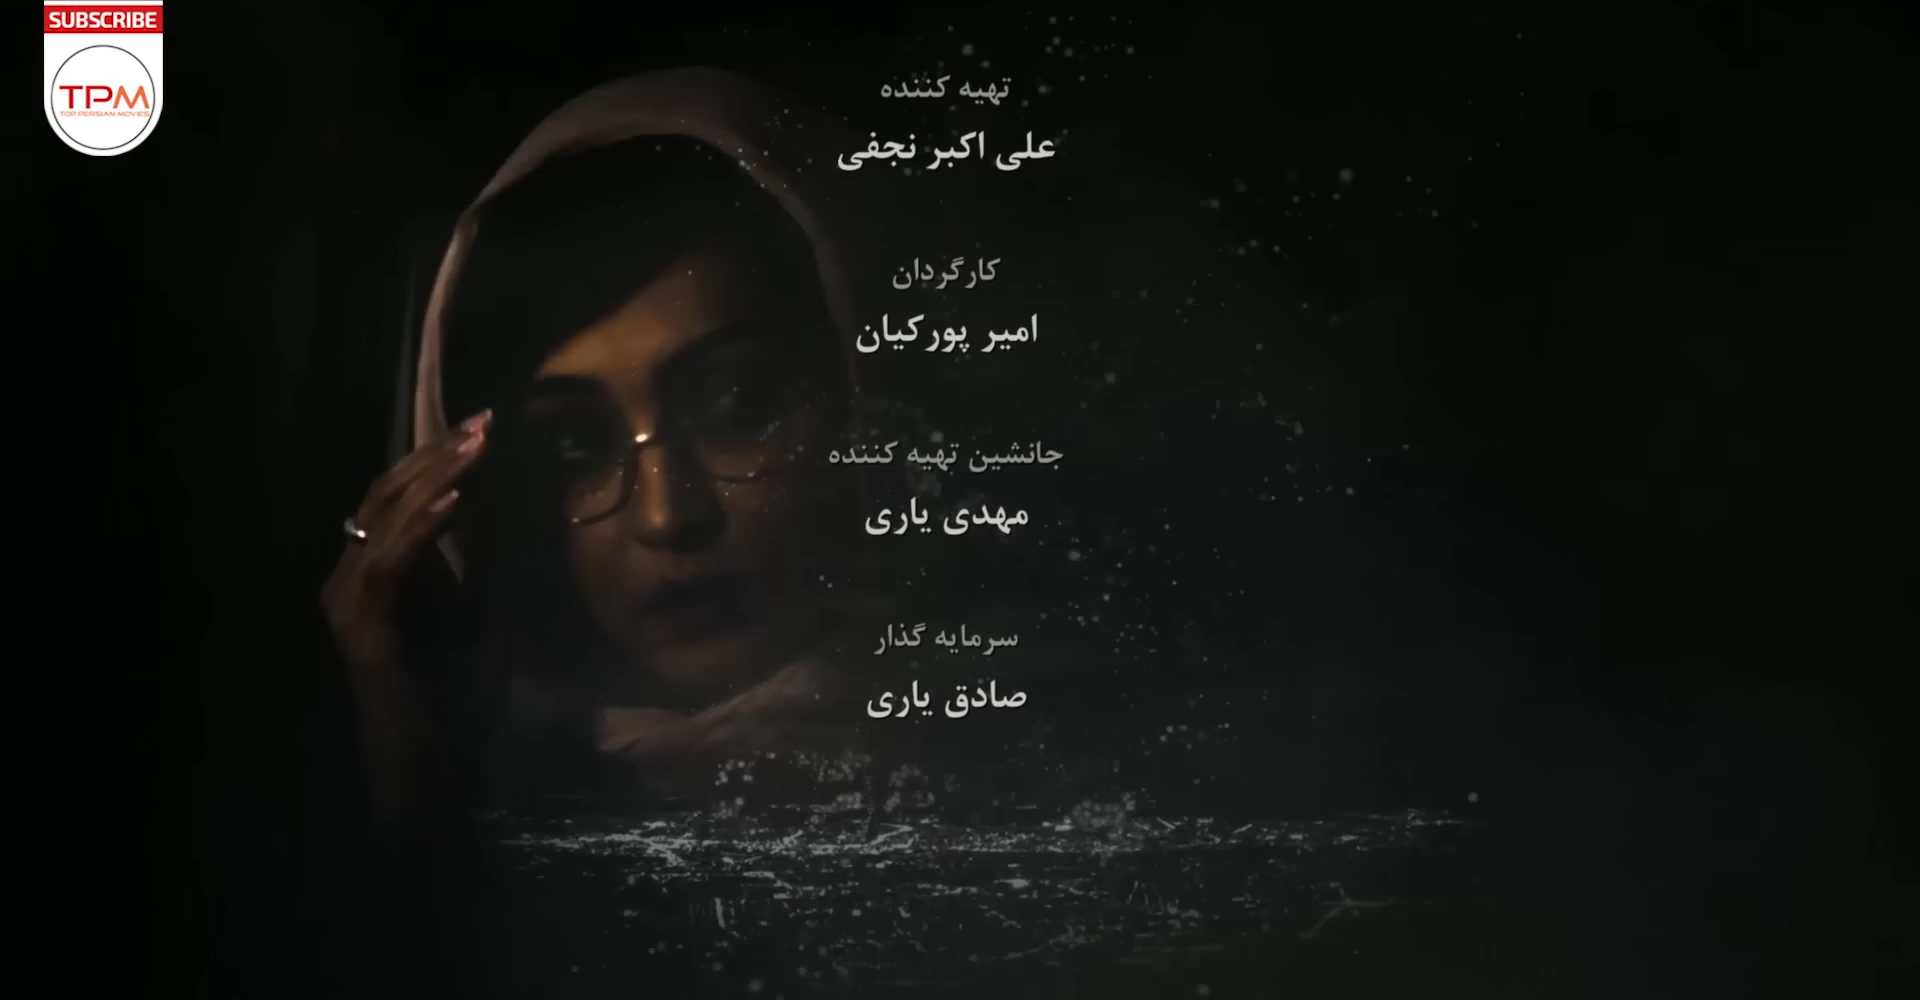 SUBSCRIBE
TPM
TOP PERSIAN MOVIES
تهیه کننده
علی اکبر نجفی
کارگردان
امیر پورکیان
جانشین تهیه کننده
مهدی یاری
سرمایه گذار
صادق یاری